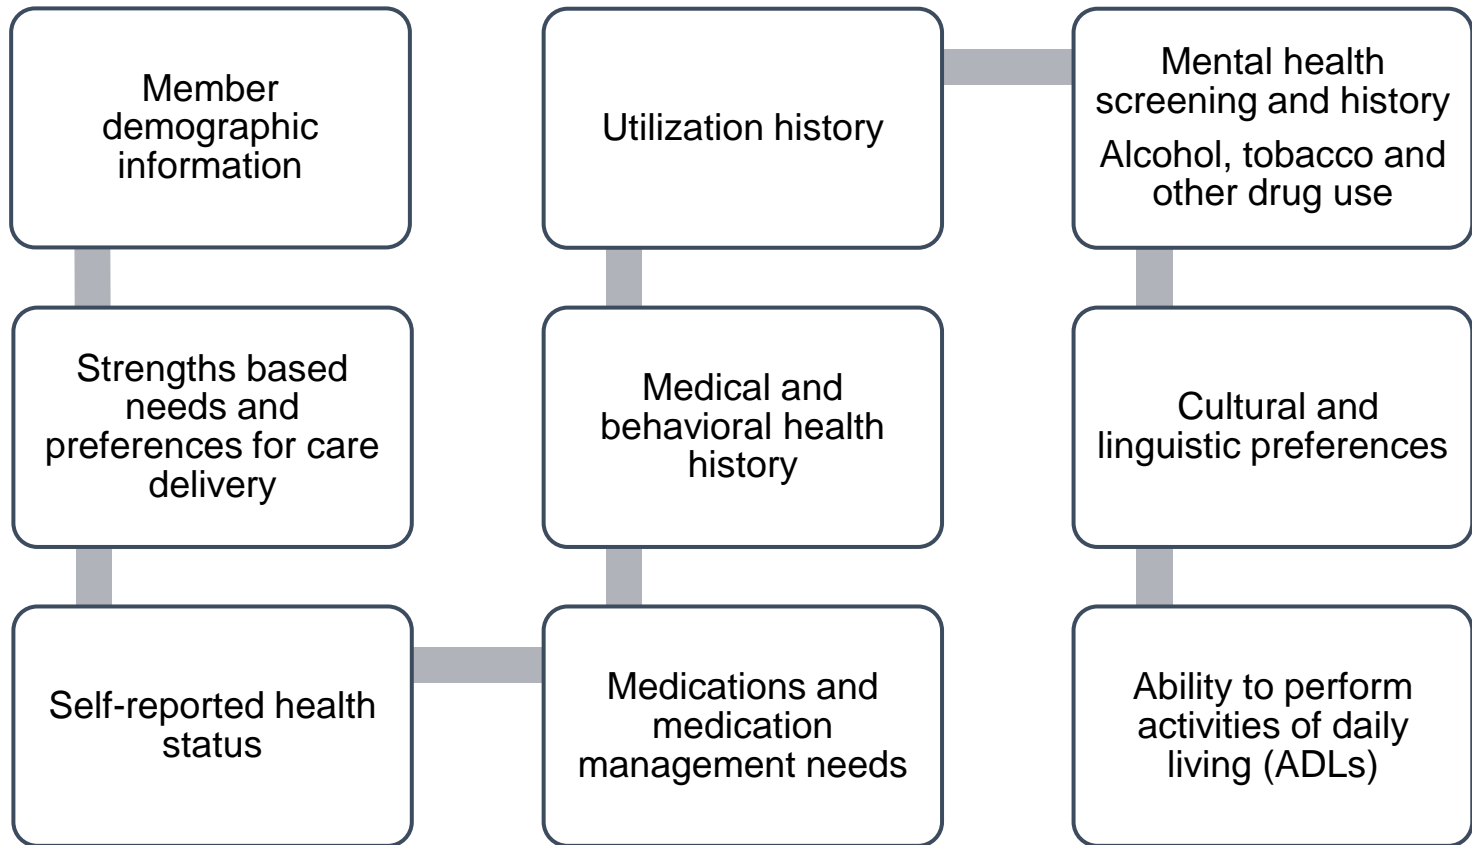 Member
demographic
information
Strengths based
needs and
preferences for care
delivery
Self-reported health
status
Medications and
medication
management needs
Medical and
behavioral health
history
Utilization history
Mental health
screening and history
Alcohol, tobacco and
other drug use
Cultural and
linguistic preferences
Ability to perform
activities of daily
living (ADLs)